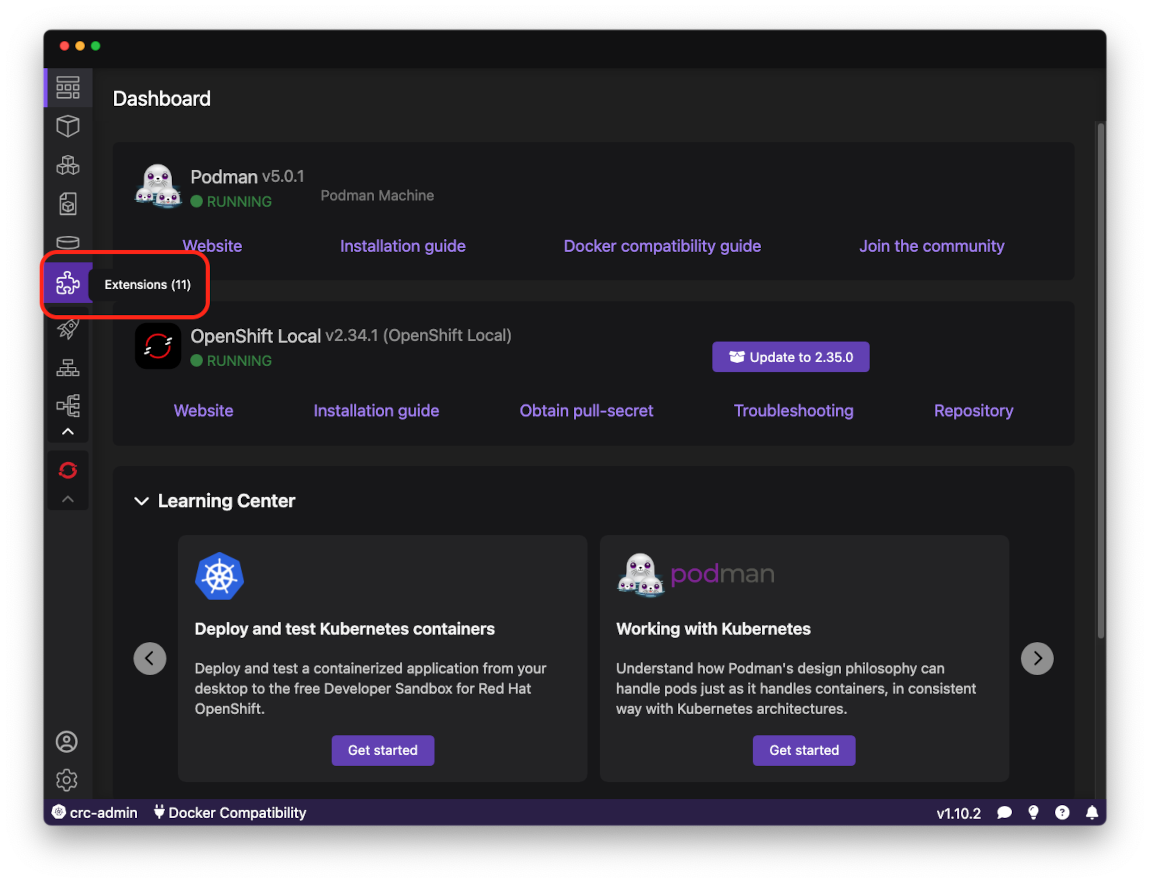 Dashboard
Podman v5.0.1
RUNNING
Podman Machine
Website Installation guide Docker compatibility guide Join the community
Extensions (11)
OpenShift Local v2.34.1 (OpenShift Local)
RUNNING
Update to 2.35.0
Website Installation guide Obtain pull-secret Troubleshooting Repository
Learning Center
Deploy and test Kubernetes containers
Deploy and test a containerized application from your
desktop to the free Developer Sandbox for Red Hat
OpenShift.
Get started
podman
Working with Kubernetes
Understand how Podman's design philosophy can
handle pods just as it handles containers, in consistent
way with Kubernetes architectures.
Get started
crc-admin Docker Compatibility v1.10.2